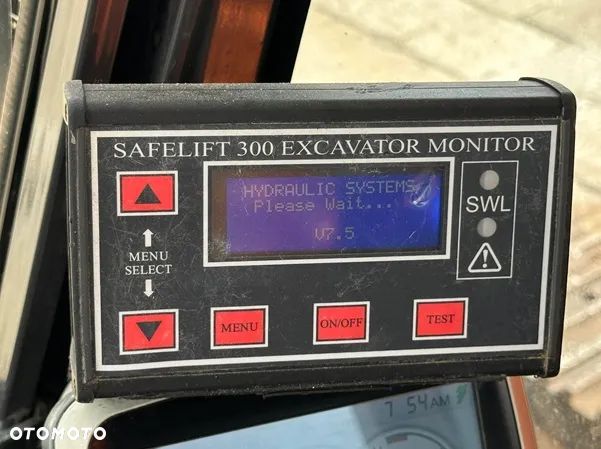 SAFELIFT 300 EXCAVATOR MONITOR
HYDRAULIC SYSTEMS
Please Wait...
V7.5
SWL
MENU
SELECT
MENU
ON/OFF
TEST
7 54AM
OTOMOTO